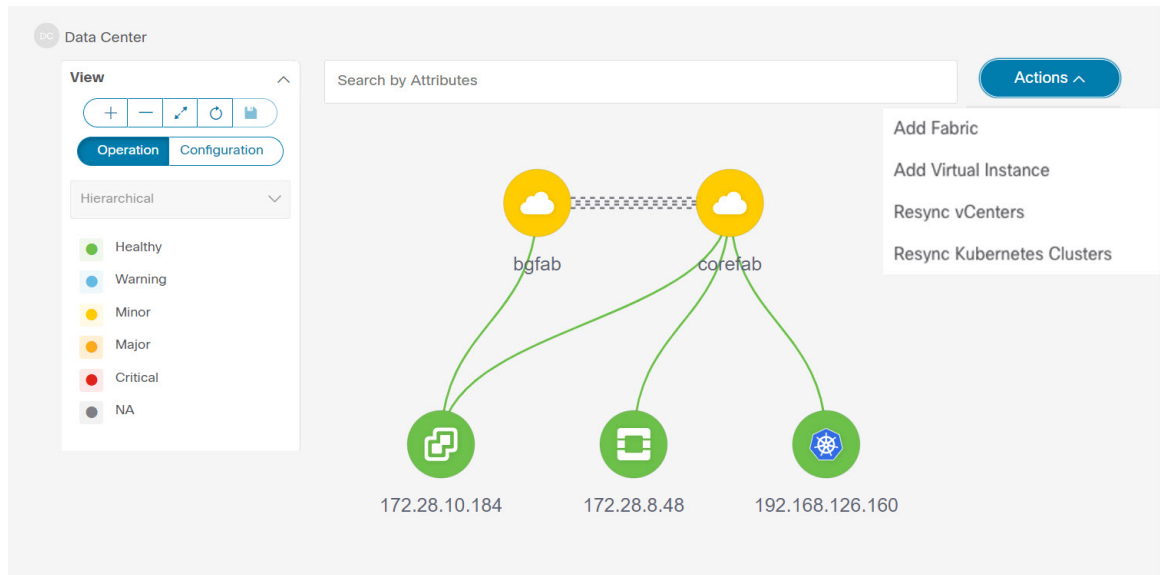 DC Data Center
View
Search by Attributes
Actions
Operation Configuration
Hierarchical
Healthy
Warning
Minor
Major
Critical
NA
Add Fabric
Add Virtual Instance
Resync vCenters
Resync Kubernetes Clusters
bgfab corefab
172.28.10.184 172.28.8.48 192.168.126.160